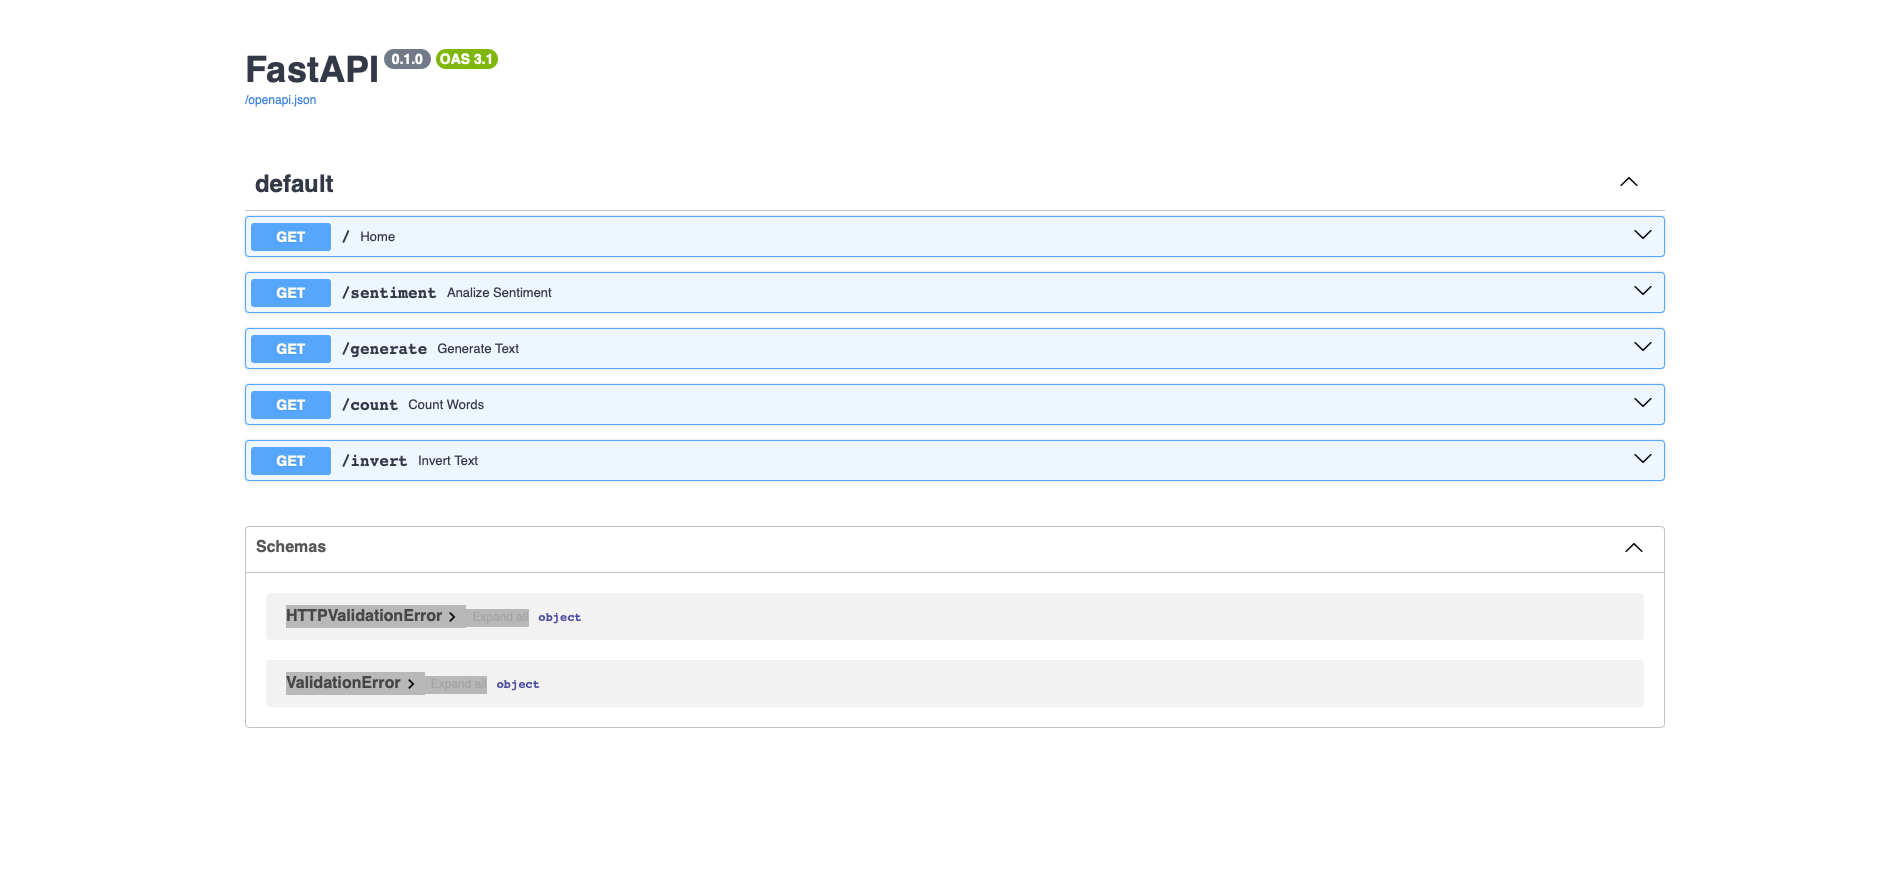 FastAPI 0.1.0 OAS 3.1
/openapi.json
default
GET / Home
GET /sentiment Analize Sentiment
GET /generate Generate Text
GET /count Count Words
GET /invert Invert Text
Schemas
HTTPValidationError Expand all object
ValidationError Expand all object